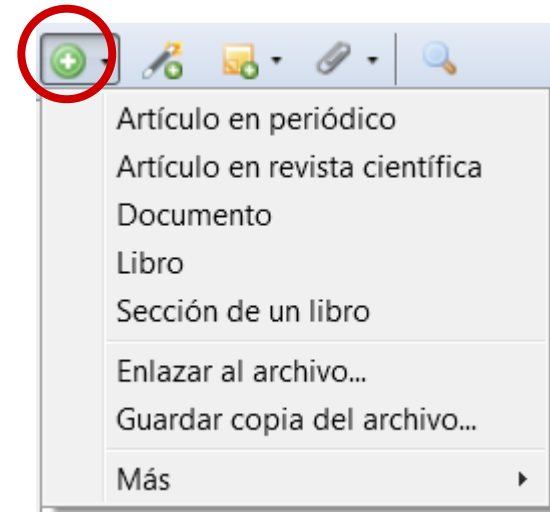 Artículo en periódico
Artículo en revista científica
Documento
Libro
Sección de un libro
Enlazar al archivo...
Guardar copia del archivo...
Más